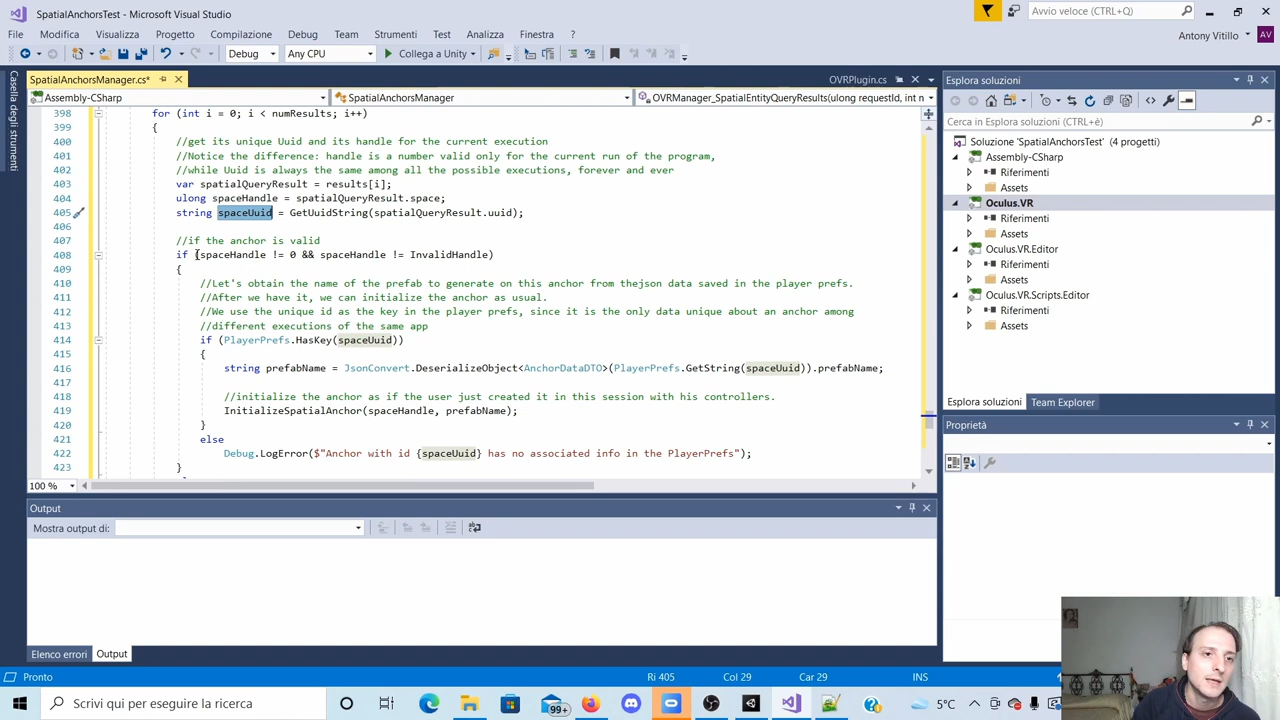 SpatialAnchorsTest - Microsoft Visual Studio
Avvio veloce (CTRL+Q)
File Modifica Visualizza Progetto Compilazione Debug Team Strumenti Test Analizza Finestra ?
Antony Vitillo AV
Debug Any CPU Collega a Unity
Casella degli strumenti
SpatialAnchorsManager.cs* OVRPlugin.cs
Assembly-CSharp SpatialAnchorsManager OVRManager_SpatialEntityQueryResults(ulong requestId, int n
398 for (int i = 0; i < numResults; i++)
399 {
400 //get its unique Uuid and its handle for the current execution
401 //Notice the difference: handle is a number valid only for the current run of the program,
402 //while Uuid is always the same among all the possible executions, forever and ever
403 var spatialQueryResult = results[i];
404 ulong spaceHandle = spatialQueryResult.space;
405 string spaceUuid = GetUuidString(spatialQueryResult.uuid);
406
407 //if the anchor is valid
408 if (spaceHandle != 0 && spaceHandle != InvalidHandle)
409 {
410 //Let's obtain the name of the prefab to generate on this anchor from thejson data saved in the player prefs.
411 //After we have it, we can initialize the anchor as usual.
412 //We use the unique id as the key in the player prefs, since it is the only data unique about an anchor among
413 //different executions of the same app
414 if (PlayerPrefs.HasKey(spaceUuid))
415 {
416 string prefabName = JsonConvert.DeserializeObject<AnchorDataDTO>(PlayerPrefs.GetString(spaceUuid)).prefabName;
417
418 //initialize the anchor as if the user just created it in this session with his controllers.
419 InitializeSpatialAnchor(spaceHandle, prefabName);
420 }
421 else
422 Debug.LogError($"Anchor with id {spaceUuid} has no associated info in the PlayerPrefs");
423 }
100 %
Output
Mostra output di:
Elenco errori Output
Esplora soluzioni
Cerca in Esplora soluzioni (CTRL+è)
Soluzione 'SpatialAnchorsTest' (4 progetti)
Assembly-CSharp
Riferimenti
Assets
Oculus.VR
Riferimenti
Assets
Oculus.VR.Editor
Riferimenti
Assets
Oculus.VR.Scripts.Editor
Riferimenti
Assets
Esplora soluzioni Team Explorer
Proprietà
Pronto Ri 405 Col 29 Car 29 INS
Scrivi qui per eseguire la ricerca
99+
5°C